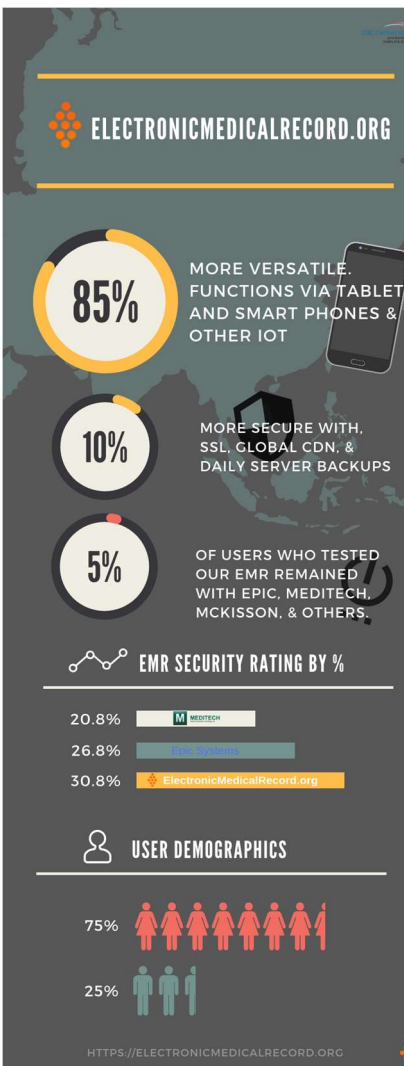 ELECTRONICMEDICALRECORD.ORG
85%
MORE VERSATILE.
FUNCTIONS VIA TABLET
AND SMART PHONES &
OTHER IOT
10%
MORE SECURE WITH,
SSL, GLOBAL CDN, &
DAILY SERVER BACKUPS
5%
OF USERS WHO TESTED
OUR EMR REMAINED
WITH EPIC, MEDITECH,
MCKISSON, & OTHERS.
EMR SECURITY RATING BY %
20.8% M MEDITECH
26.8% Epic Systems
30.8% ElectronicMedicalRecord.org
USER DEMOGRAPHICS
75%
25%
HTTPS://ELECTRONICMEDICALRECORD.ORG